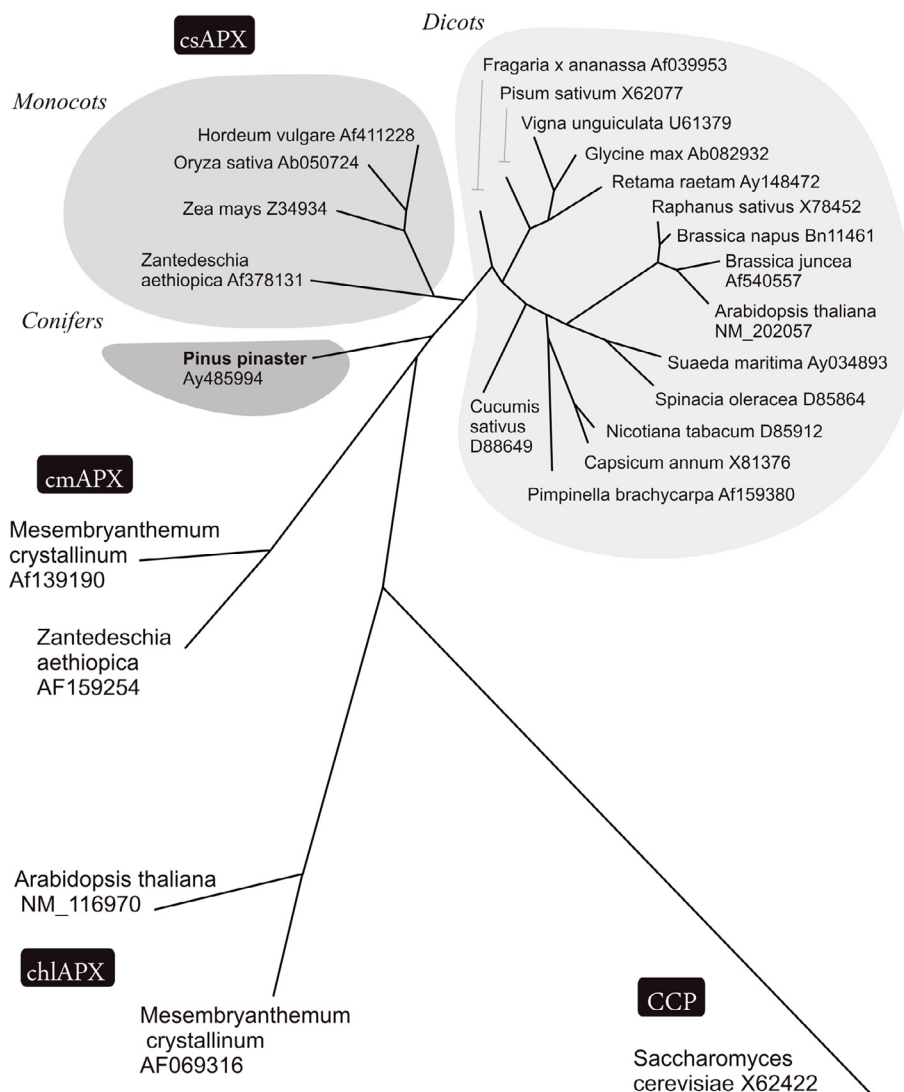 csAPX
Dicots
Monocots
Conifers
Fragaria x ananassa Af039953
Pisum sativum X62077
Vigna unguiculata U61379
Glycine max Ab082932
Retama raetam Ay148472
Raphanus sativus X78452
Brassica napus Bn11461
Brassica juncea
Af540557
Arabidopsis thaliana
NM_202057
Suaeda maritima Ay034893
Spinacia oleracea D85864
Nicotiana tabacum D85912
Capsicum annum X81376
Pimpinella brachycarpa Af159380
Cucumis
sativus
D88649
Hordeum vulgare Af411228
Oryza sativa Ab050724
Zea mays Z34934
Zantedeschia
aethiopica Af378131
Pinus pinaster
Ay485994
cmAPX
Mesembryanthemum
crystallinum
Af139190
Zantedeschia
aethiopica
AF159254
Arabidopsis thaliana
NM_116970
chlAPX
Mesembryanthemum
crystallinum
AF069316
CCP
Saccharomyces
cerevisiae X62422